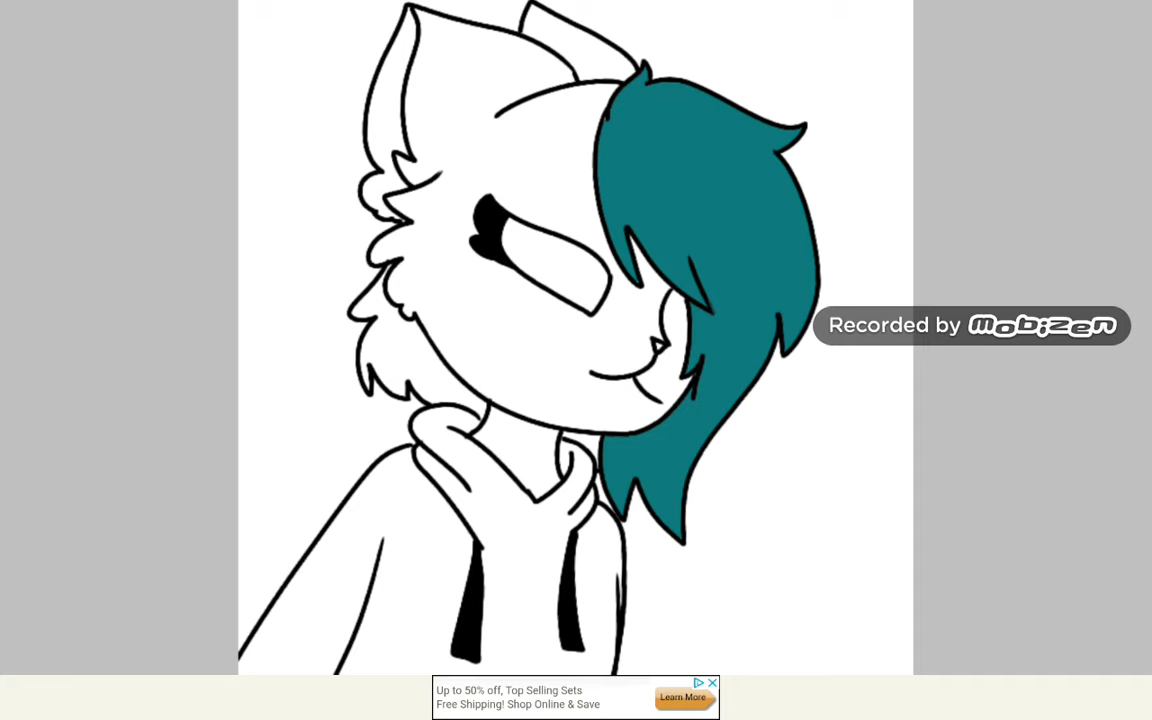 Recorded by mobizen
Up to 50% off, Top Selling Sets
Free Shipping! Shop Online & Save
Learn More